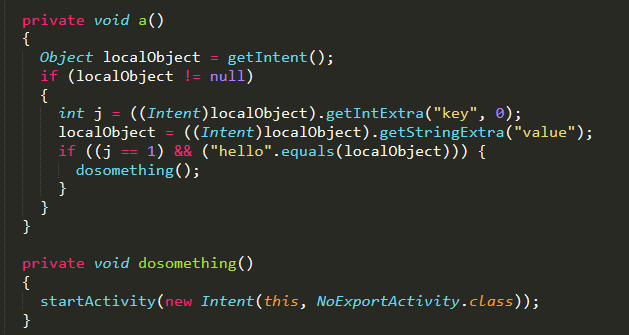 private void a()
{
  Object localObject = getIntent();
  if (localObject != null)
  {
    int j = ((Intent)localObject).getIntExtra("key", 0);
    localObject = ((Intent)localObject).getStringExtra("value");
    if ((j == 1) && ("hello".equals(localObject))) {
      dosomething();
    }
  }
}
private void dosomething()
{
  startActivity(new Intent(this, NoExportActivity.class));
}